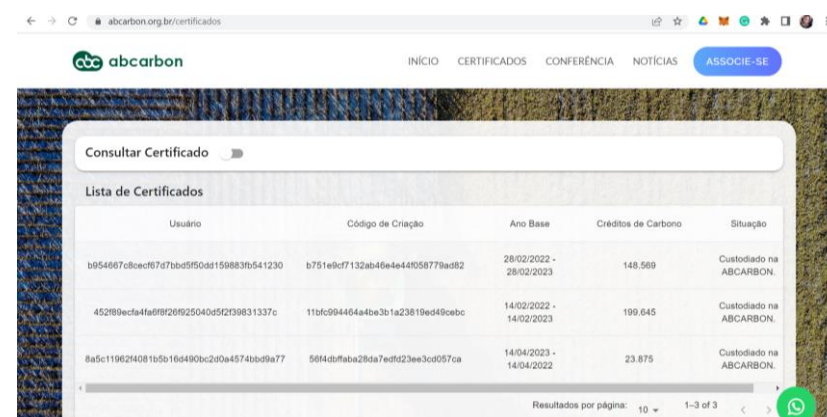 abcarbon.org.br/certificados
abc abcarbon
INÍCIO CERTIFICADOS CONFERÊNCIA NOTÍCIAS ASSOCIE-SE
Consultar Certificado
Lista de Certificados
Usuário Código de Criação Ano Base Créditos de Carbono Situação
b954667c8cecf67d7bbd5f50dd159883fb541230 b751e9cf7132ab46e4e44f058779ad82 28/02/2022 - 28/02/2023 148.569 Custodiado na ABCARBON.
452f89ecfa4fa6f8f26f925040d5f2f39831337c 11bfc994464a4be3b1a23819ed49cebc 14/02/2022 - 14/02/2023 199.645 Custodiado na ABCARBON.
8a5c11962f4081b5b16d490bc2d0a4574bbd9a77 56f4dbffaba28da7edfd23ee3cd057ca 14/04/2023 - 14/04/2022 23.875 Custodiado na ABCARBON.
Resultados por página: 10 1–3 of 3